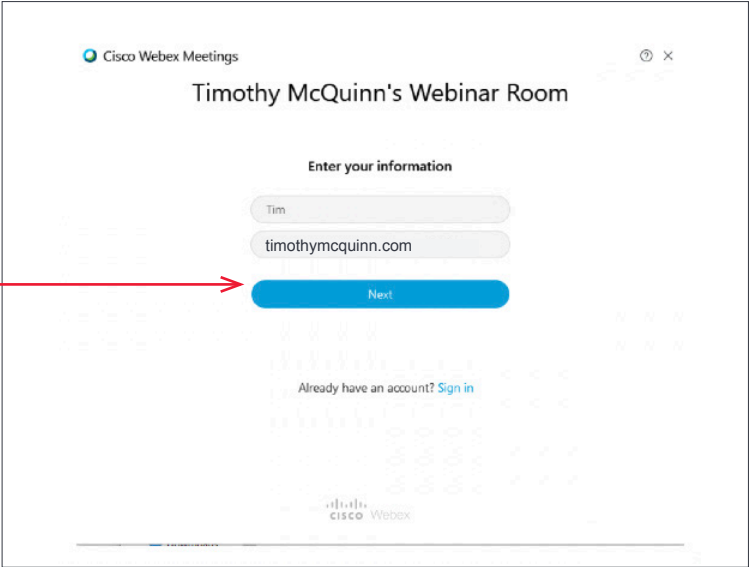 Cisco Webex Meetings
Timothy McQuinn's Webinar Room
Enter your information
Tim
timothymcquinn.com
Next
Already have an account? Sign in
cisco Webex